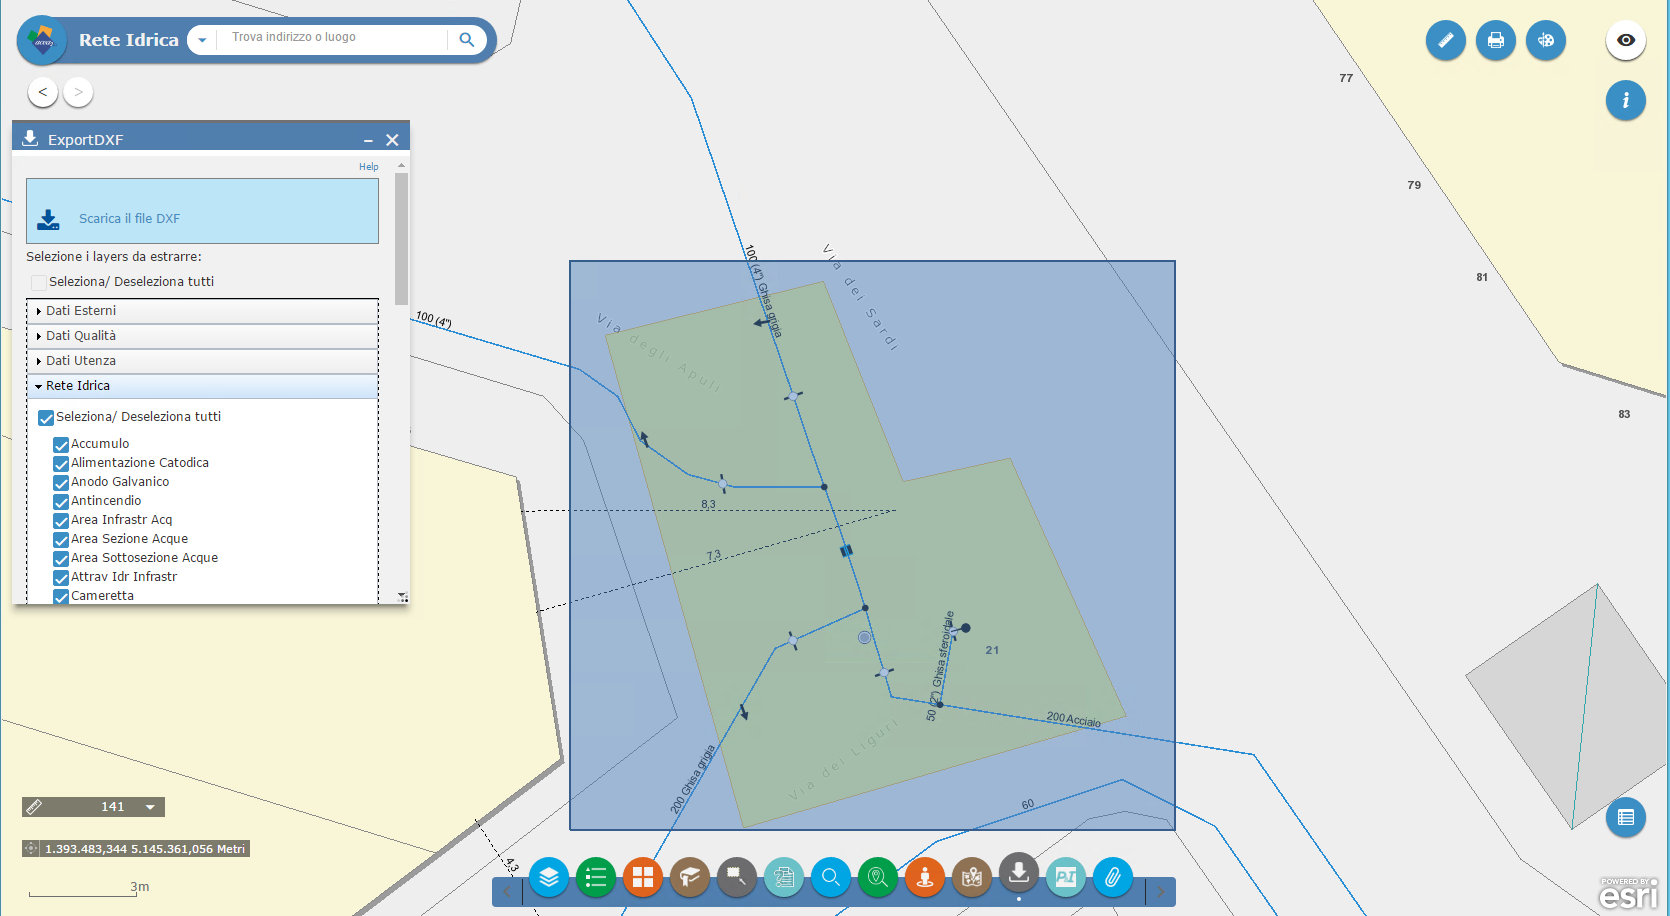 acea
Rete Idrica
Trova indirizzo o luogo
<
>
ExportDXF
Help
Scarica il file DXF
Selezione i layers da estrarre:
Seleziona/ Deseleziona tutti
Dati Esterni
Dati Qualità
Dati Utenza
Rete Idrica
Seleziona/ Deseleziona tutti
Accumulo
Alimentazione Catodica
Anodo Galvanico
Antincendio
Area Infrastr Acq
Area Sezione Acque
Area Sottosezione Acque
Attrav Idr Infrastr
Cameretta
77
79
81
83
100 (4")
100 (4") Ghisa grigia
Via dei Sardi
Via degli Apuli
8,3
7,3
50 (2") Ghisa sferoidale
21
200 Acciaio
Via dei Liguri
200 Ghisa grigia
60
4,3
141
1.393.483,344 5.145.361,056 Metri
3m
PI
POWERED BY
esri